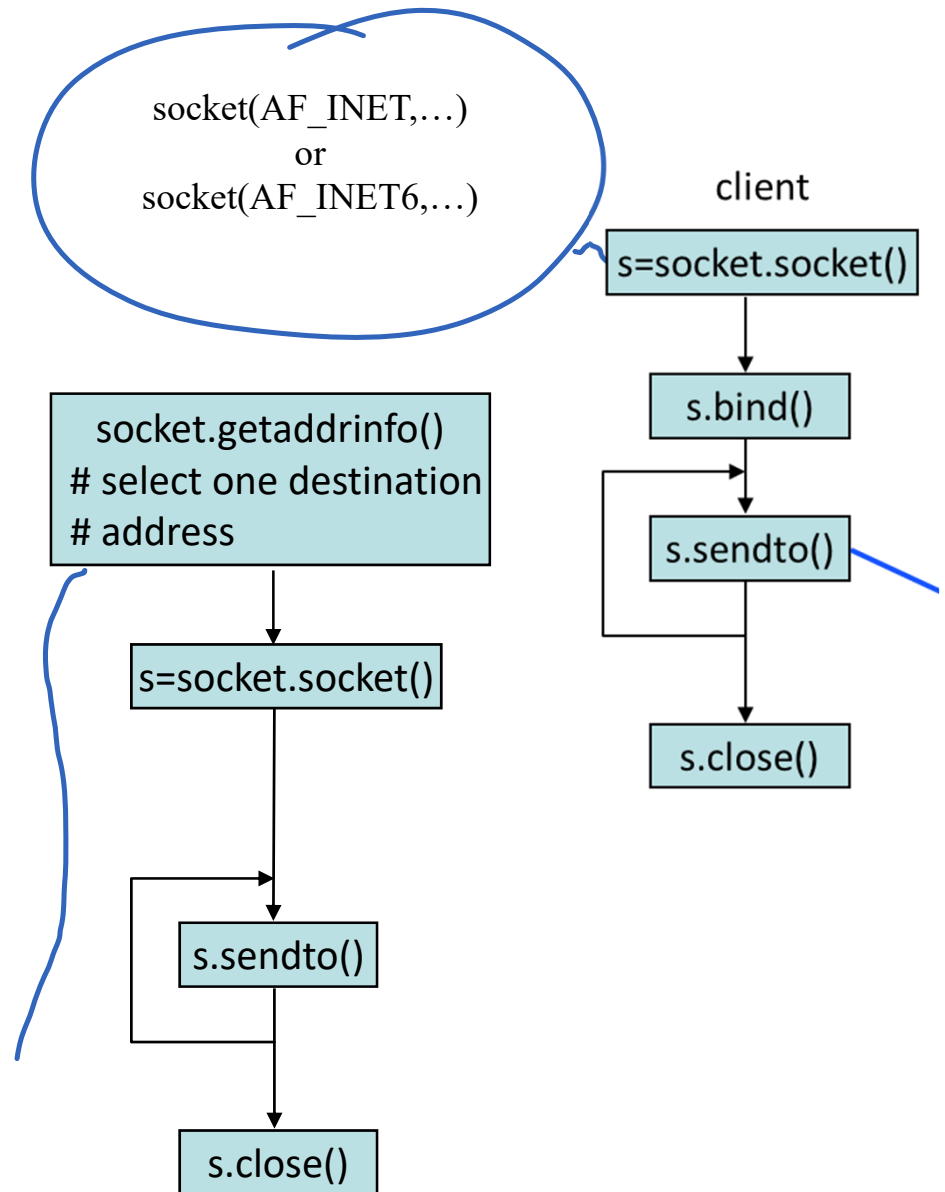 socket(AF_INET,…)
or
socket(AF_INET6,…)
client
s=socket.socket()
s.bind()
s.sendto()
s.close()
socket.getaddrinfo()
# select one destination
# address
s=socket.socket()
s.sendto()
s.close()